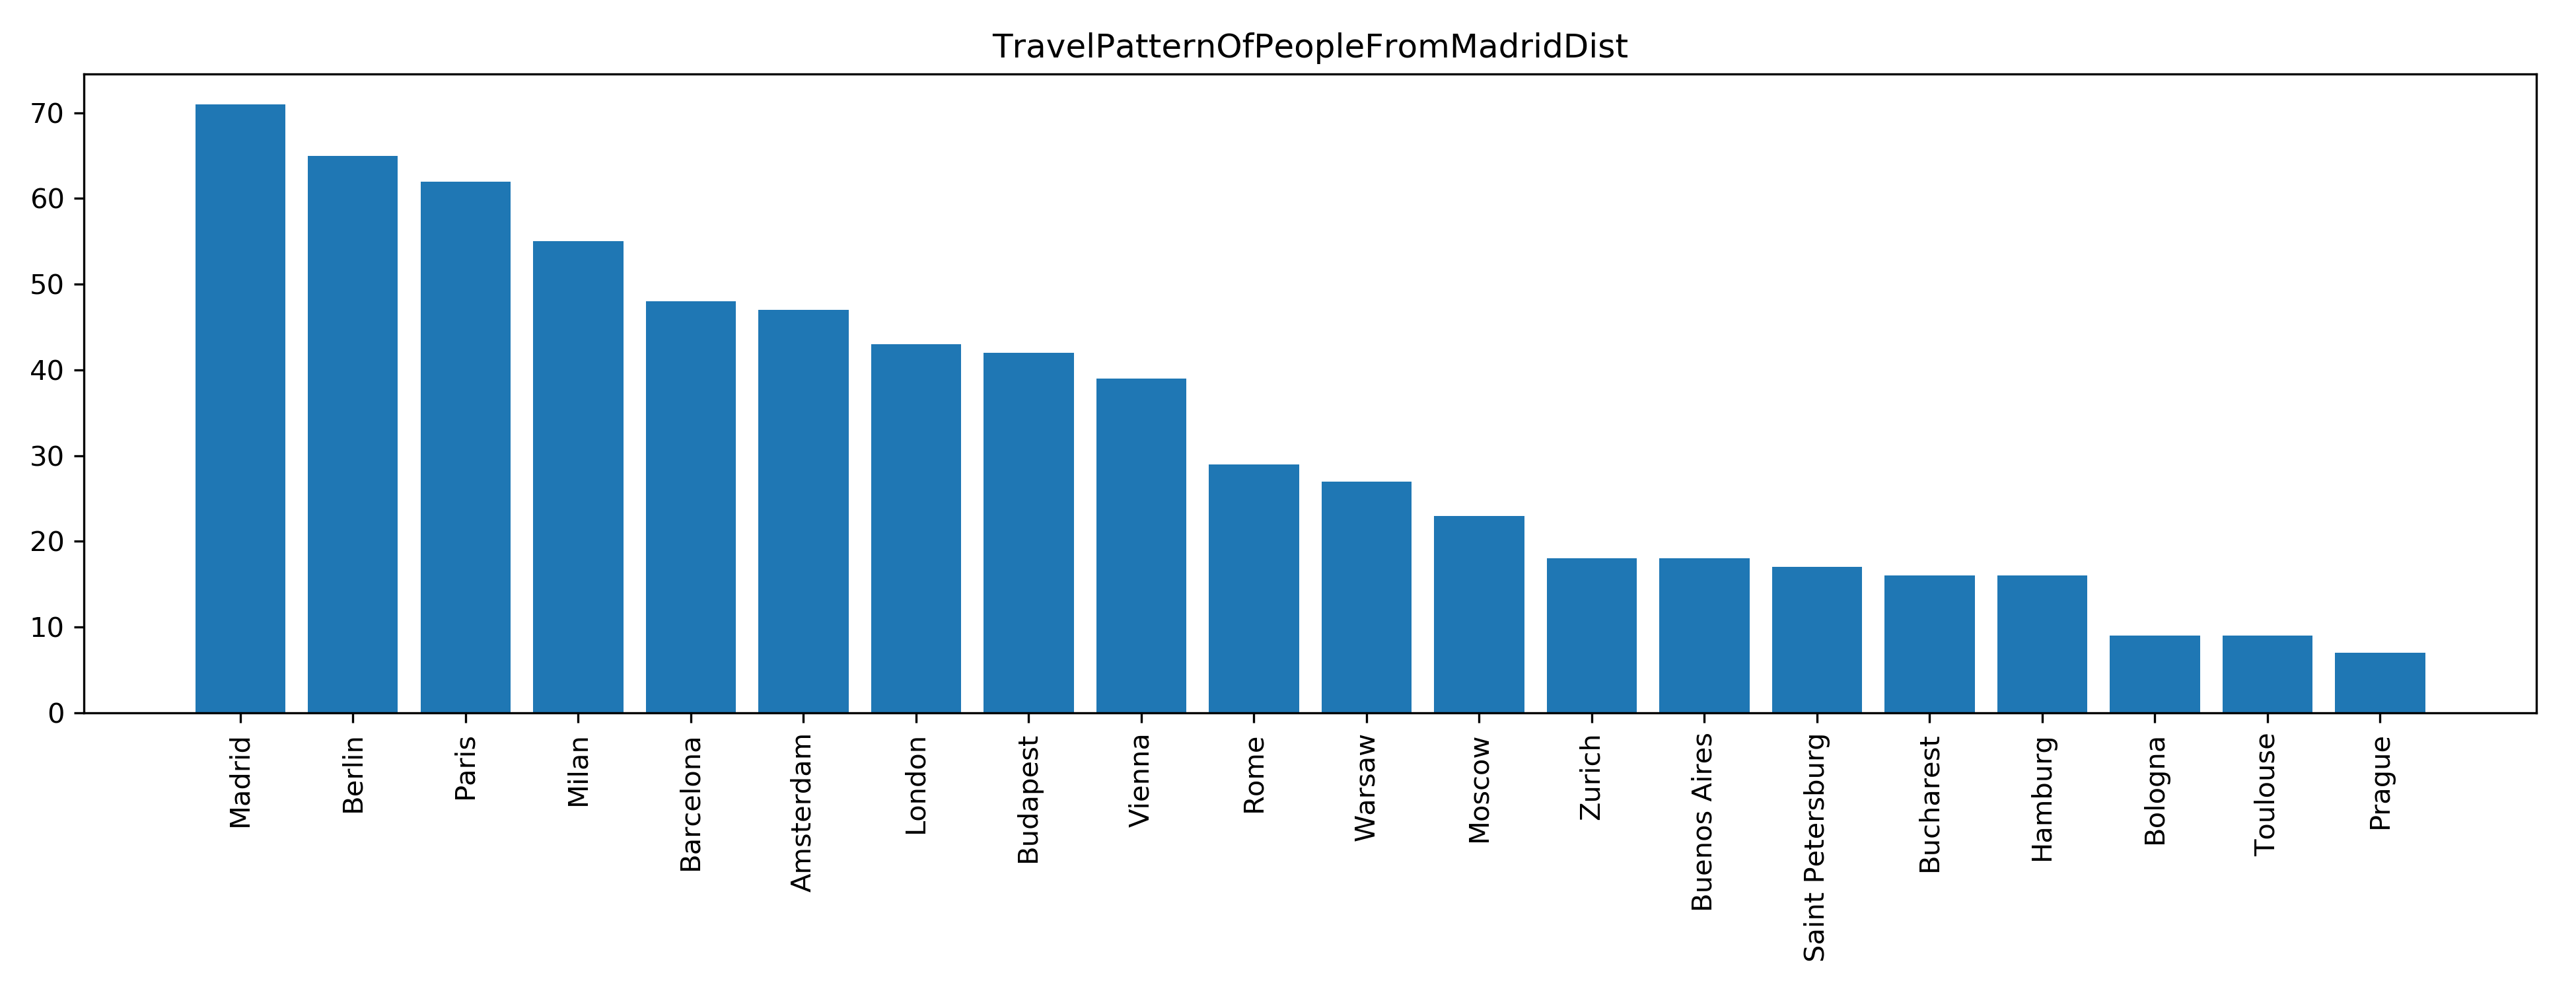 TravelPatternOfPeopleFromMadridDist
70
60
50
40
30
20
10
0
Madrid
Berlin
Paris
Milan
Barcelona
Amsterdam
London
Budapest
Vienna
Rome
Warsaw
Moscow
Zurich
Buenos Aires
Saint Petersburg
Bucharest
Hamburg
Bologna
Toulouse
Prague